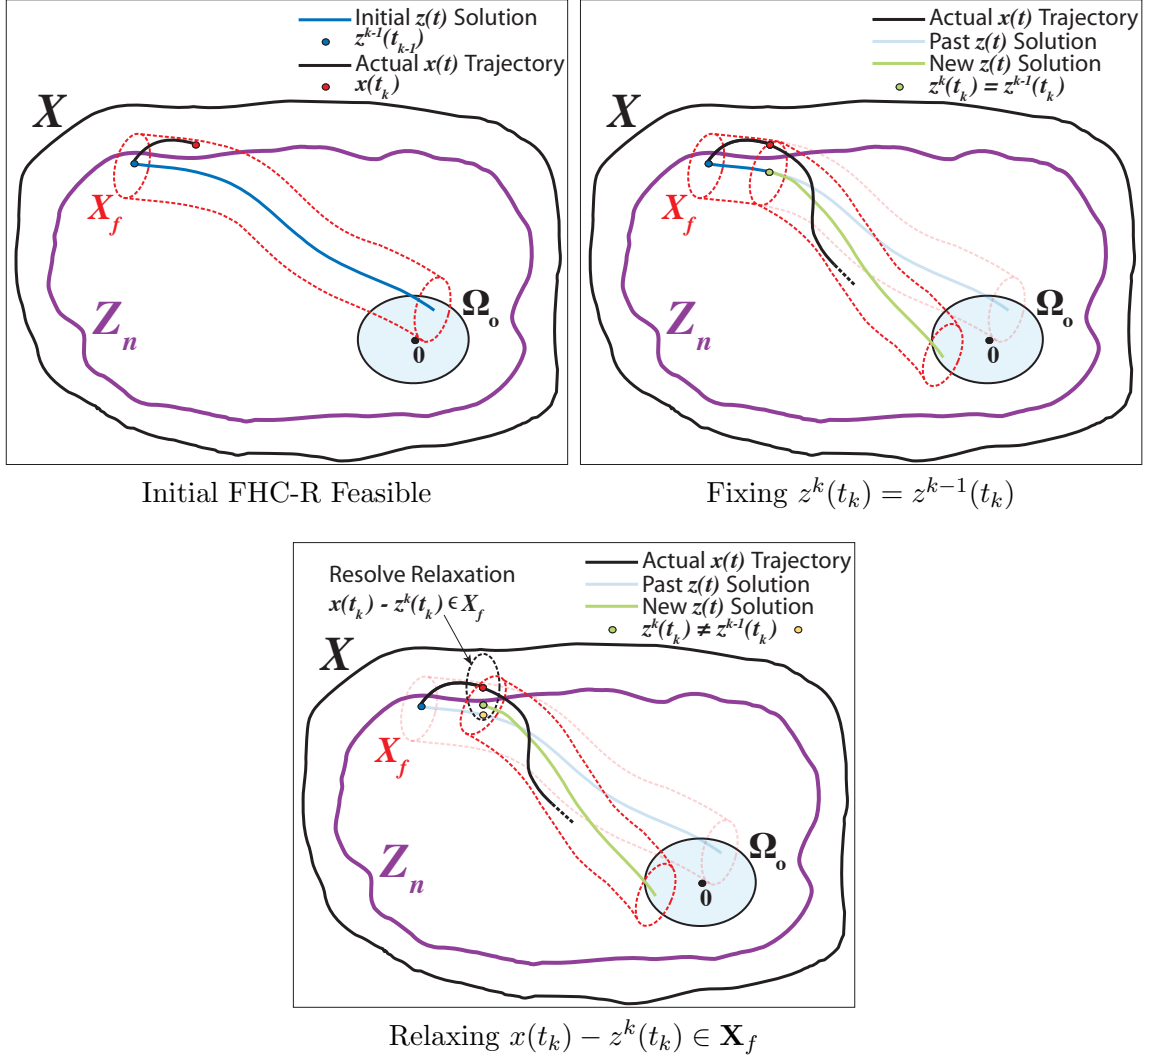 Initial z(t) Solution
z^{k-1}(t_{k-1})
Actual x(t) Trajectory
x(t_k)
X
X_f
Z_n
Ω_o
0
Initial FHC-R Feasible
Actual x(t) Trajectory
Past z(t) Solution
New z(t) Solution
z^k(t_k) = z^{k-1}(t_k)
X
X_f
Z_n
Ω_o
0
Fixing z^k(t_k) = z^{k-1}(t_k)
Resolve Relaxation
x(t_k) - z^k(t_k) ∈ X_f
Actual x(t) Trajectory
Past z(t) Solution
New z(t) Solution
z^k(t_k) ≠ z^{k-1}(t_k)
X
X_f
Z_n
Ω_o
0
Relaxing x(t_k) − z^k(t_k) ∈ X_f